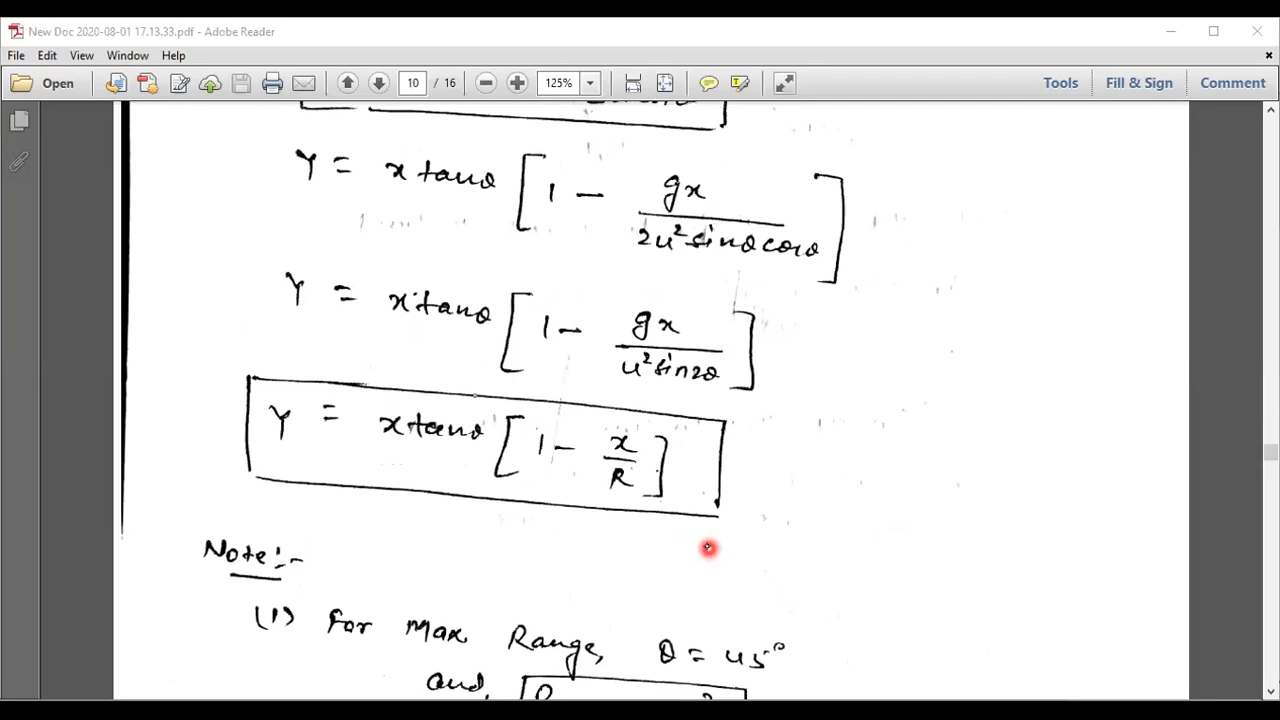 New Doc 2020-08-01 17.13.33.pdf - Adobe Reader
File Edit View Window Help
Open 10 / 16 125% Tools Fill & Sign Comment
Y = x tanθ [ 1 - gx / 2u² sinθ cosθ ]
Y = x tanθ [ 1 - gx / u² sin2θ ]
Y = x tanθ [ 1 - x / R ]
Note:-
(1) For Max Range, θ = 45°
and,